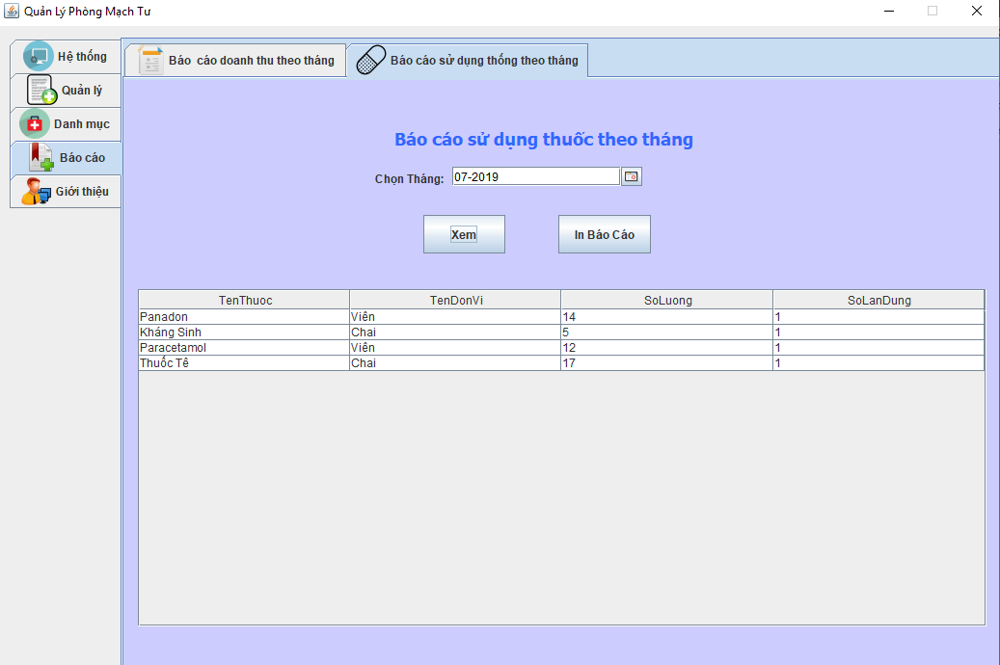 Quản Lý Phòng Mạch Tư
Hệ thống
Quản lý
Danh mục
Báo cáo
Giới thiệu
Báo cáo doanh thu theo tháng
Báo cáo sử dụng thống theo tháng
Báo cáo sử dụng thuốc theo tháng
Chọn Tháng: 07-2019
Xem In Báo Cáo
TenThuoc TenDonVi SoLuong SoLanDung
Panadon Viên 14 1
Kháng Sinh Chai 5 1
Paracetamol Viên 12 1
Thuốc Tê Chai 17 1